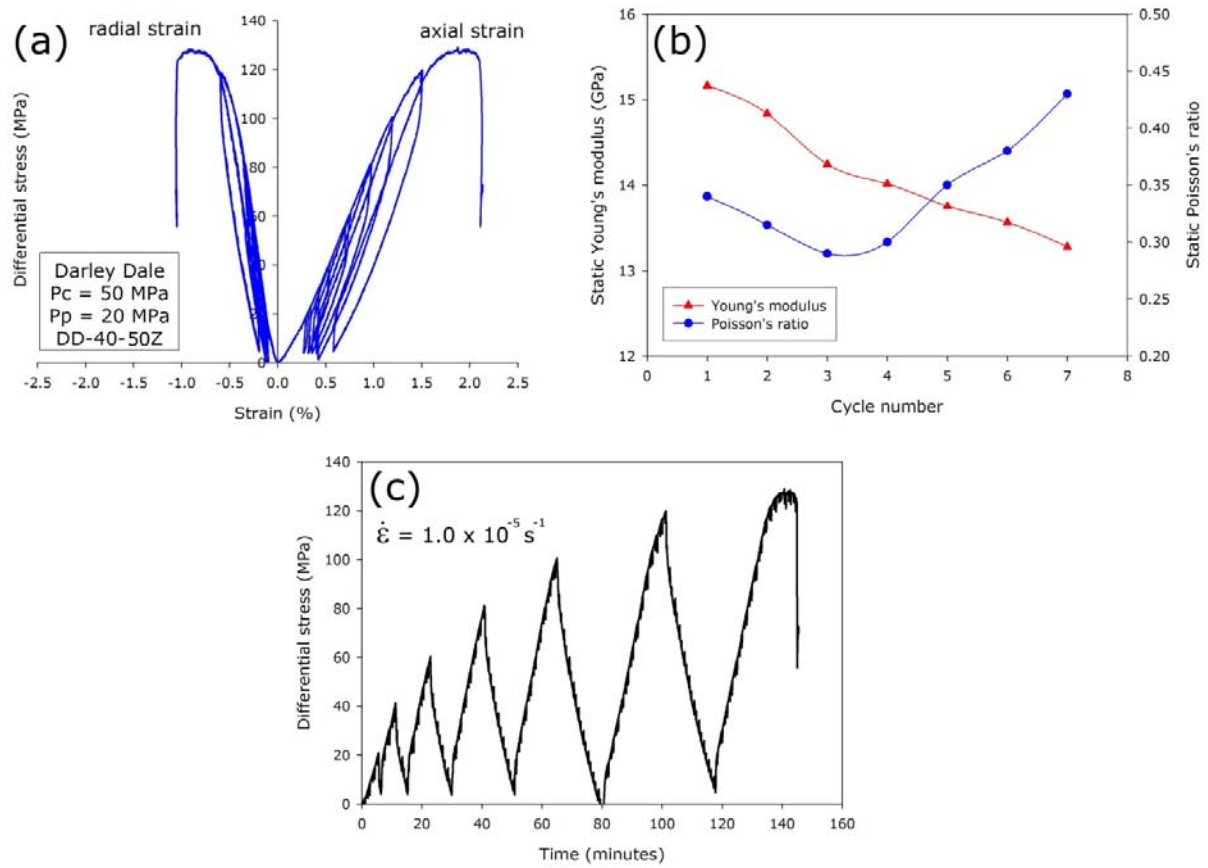 (a)
radial strain
axial strain
Differential stress (MPa)
140
120
100
80
60
40
20
0
Darley Dale
Pc = 50 MPa
Pp = 20 MPa
DD-40-50Z
-2.5 -2.0 -1.5 -1.0 -0.5 0.0 0.5 1.0 1.5 2.0 2.5
Strain (%)
(b)
Static Young's modulus (GPa)
16
15
14
13
12
Static Poisson's ratio
0.50
0.45
0.40
0.35
0.30
0.25
0.20
Young's modulus
Poisson's ratio
0 1 2 3 4 5 6 7 8
Cycle number
(c)
ε̇ = 1.0 x 10⁻⁵ s⁻¹
Differential stress (MPa)
140
120
100
80
60
40
20
0
0 20 40 60 80 100 120 140 160
Time (minutes)